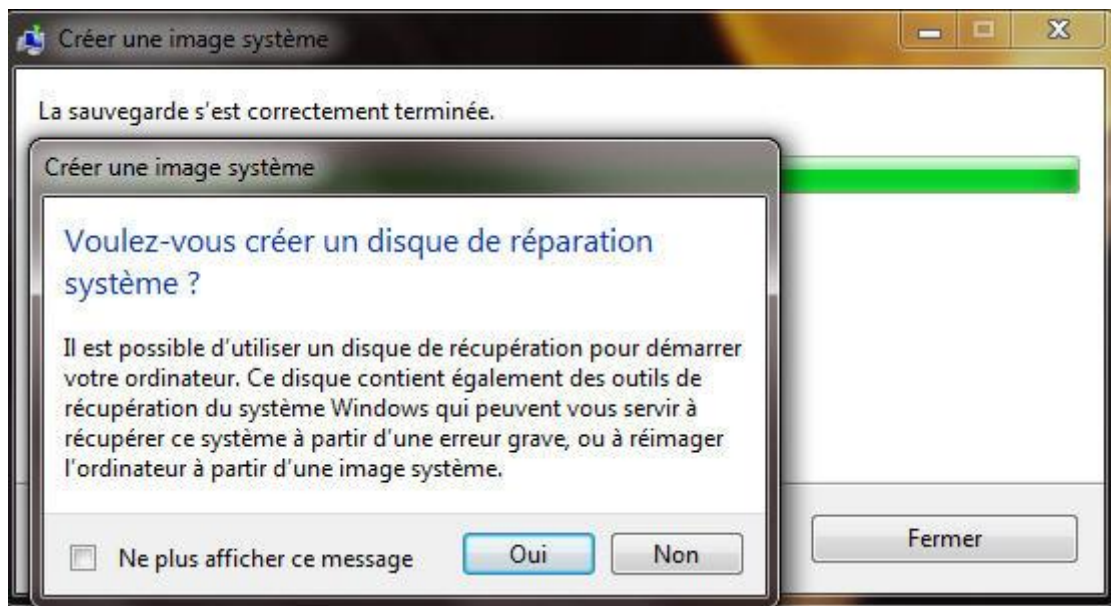 Créer une image système
La sauvegarde s'est correctement terminée.
Créer une image système
Voulez-vous créer un disque de réparation
système ?
Il est possible d'utiliser un disque de récupération pour démarrer
votre ordinateur. Ce disque contient également des outils de
récupération du système Windows qui peuvent vous servir à
récupérer ce système à partir d'une erreur grave, ou à réimager
l'ordinateur à partir d'une image système.
Ne plus afficher ce message
Oui
Non
Fermer